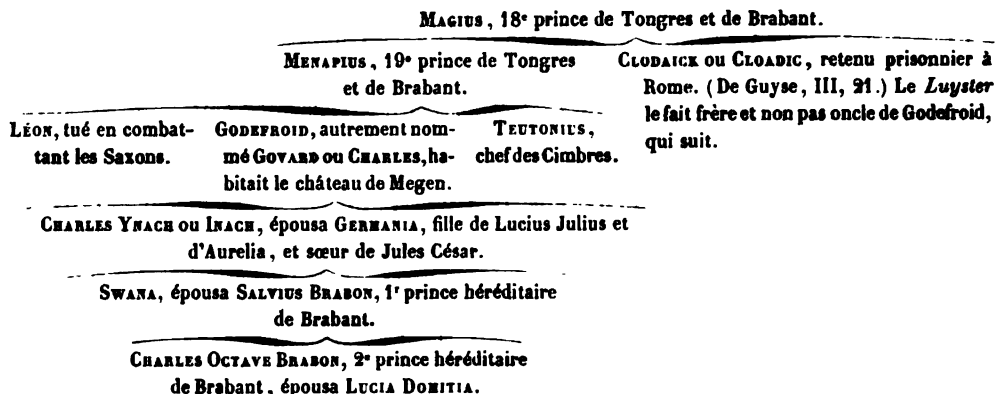 Magius, 18e prince de Tongres et de Brabant.
Menapius, 19e prince de Tongres
et de Brabant.
Clodaick ou Cloadic, retenu prisonnier à
Rome. (De Guyse, III, 21.) Le Luyster
le fait frère et non pas oncle de Godefroid,
qui suit.
Léon, tué en combat-
tant les Saxons.
Godefroid, autrement nom-
mé Govard ou Charles, ha-
bitait le château de Megen.
Teutonius,
chef des Cimbres.
Charles Ynach ou Inach, épousa Germania, fille de Lucius Julius et
d'Aurelia, et sœur de Jules César.
Swana, épousa Salvius Brabon, 1r prince héréditaire
de Brabant.
Charles Octave Brabon, 2e prince héréditaire
de Brabant, épousa Lucia Domitia.